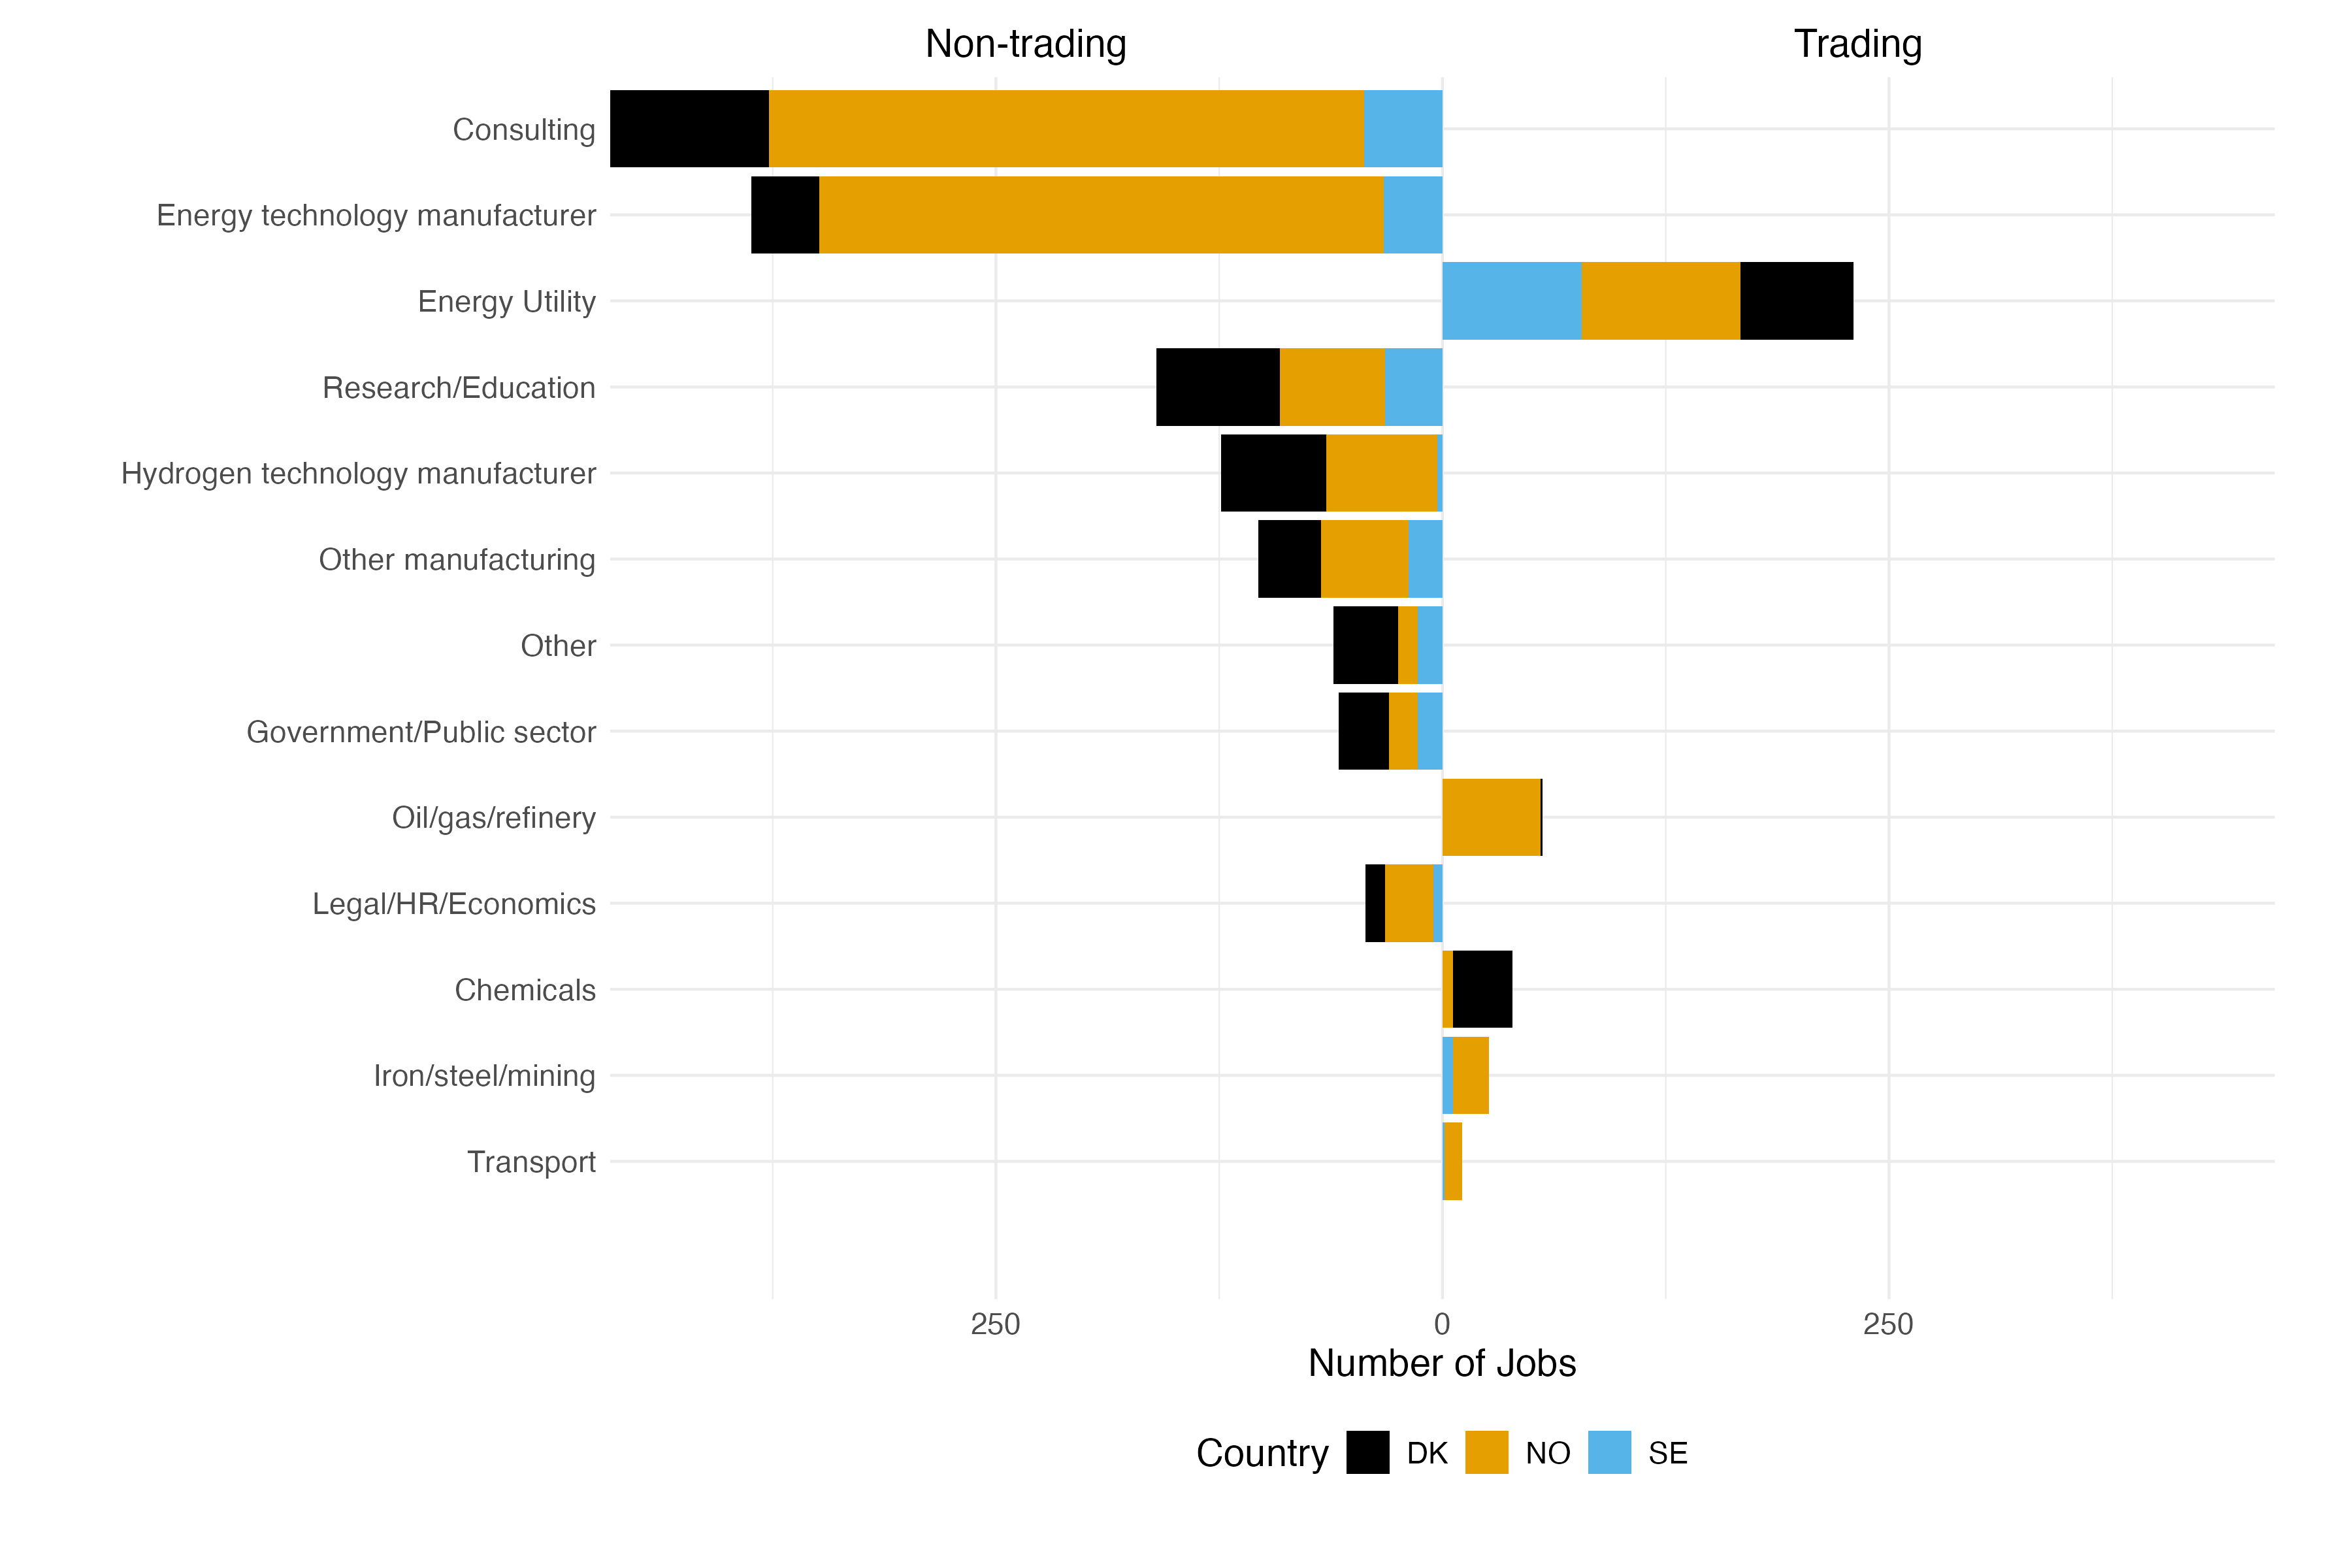 Non-trading Trading
Consulting
Energy technology manufacturer
Energy Utility
Research/Education
Hydrogen technology manufacturer
Other manufacturing
Other
Government/Public sector
Oil/gas/refinery
Legal/HR/Economics
Chemicals
Iron/steel/mining
Transport
250 0 250
Number of Jobs
Country DK NO SE